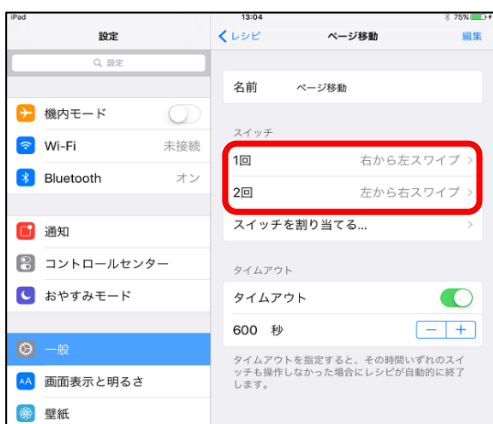 iPad
13:04
75%
設定
レシピ
ページ移動
編集
設定
名前 ページ移動
機内モード
スイッチ
Wi-Fi 未接続
1回 右から左スワイプ
Bluetooth オン
2回 左から右スワイプ
通知
スイッチを割り当てる...
コントロールセンター
タイムアウト
おやすみモード
タイムアウト
600 秒
一般
タイムアウトを指定すると、その時間いずれのスイ
ッチも操作しなかった場合にレシピが自動的に終了
します。
画面表示と明るさ
壁紙